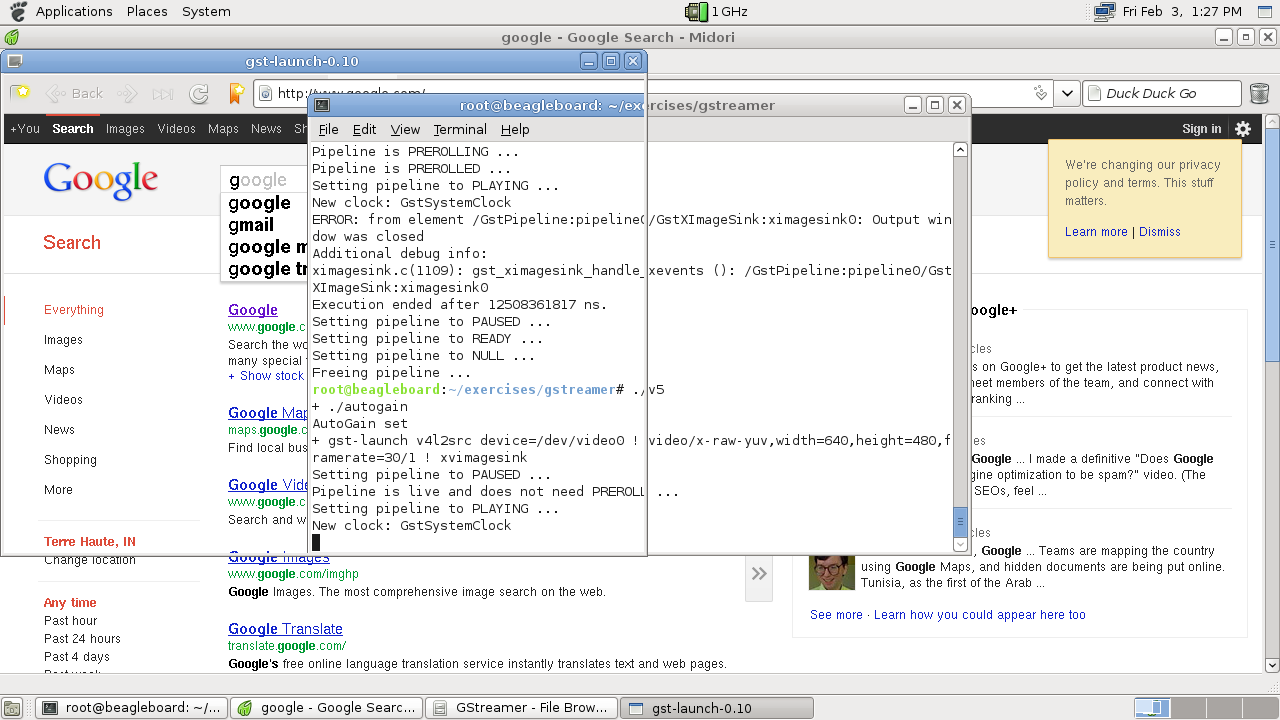 Applications Places System
1 GHz
Fri Feb 3, 1:27 PM
google - Google Search - Midori
gst-launch-0.10
Back
http://www.google.com/
Duck Duck Go
root@beagleboard: ~/exercises/gstreamer
+You Search Images Videos Maps News Sh
Sign in
File Edit View Terminal Help
Google
google
google
gmail
google m
google tr
Search
We're changing our privacy
policy and terms. This stuff
matters.
Learn more | Dismiss
Pipeline is PREROLLING ...
Pipeline is PREROLLED ...
Setting pipeline to PLAYING ...
New clock: GstSystemClock
ERROR: from element /GstPipeline:pipeline0/GstXImageSink:ximagesink0: Output win
dow was closed
Additional debug info:
ximagesink.c(1109): gst_ximagesink_handle_xevents (): /GstPipeline:pipeline0/Gst
XImageSink:ximagesink0
Execution ended after 12508361817 ns.
Setting pipeline to PAUSED ...
Setting pipeline to READY ...
Setting pipeline to NULL ...
Freeing pipeline ...
root@beagleboard:~/exercises/gstreamer# ./v5
+ ./autogain
AutoGain set
+ gst-launch v4l2src device=/dev/video0 ! video/x-raw-yuv,width=640,height=480,f
ramerate=30/1 ! xvimagesink
Setting pipeline to PAUSED ...
Pipeline is live and does not need PREROLL ...
Setting pipeline to PLAYING ...
New clock: GstSystemClock
Everything
Images
Maps
Videos
News
Shopping
More
Terre Haute, IN
Change location
Any time
Past hour
Past 24 hours
Past 4 days
Google
www.google.c
Search the wo
many special
+ Show stock
Google Map
maps.google.c
Find local bus
Google Vide
www.google.c
Search and w
Google Images
www.google.com/imghp
Google Images. The most comprehensive image search on the web.
Google Translate
translate.google.com/
Google's free online language translation service instantly translates text and web pages.
oogle+
cles
s on Google+ to get the latest product news,
neet members of the team, and connect with
ranking ...
cles
Google ... I made a definitive "Does Google
gine optimization to be spam?" video. (The
SEOs, feel ...
cles
, Google ... Teams are mapping the country
using Google Maps, and hidden documents are being put online.
Tunisia, as the first of the Arab ...
See more · Learn how you could appear here too
root@beagleboard: ~/...
google - Google Searc...
GStreamer - File Brow...
gst-launch-0.10